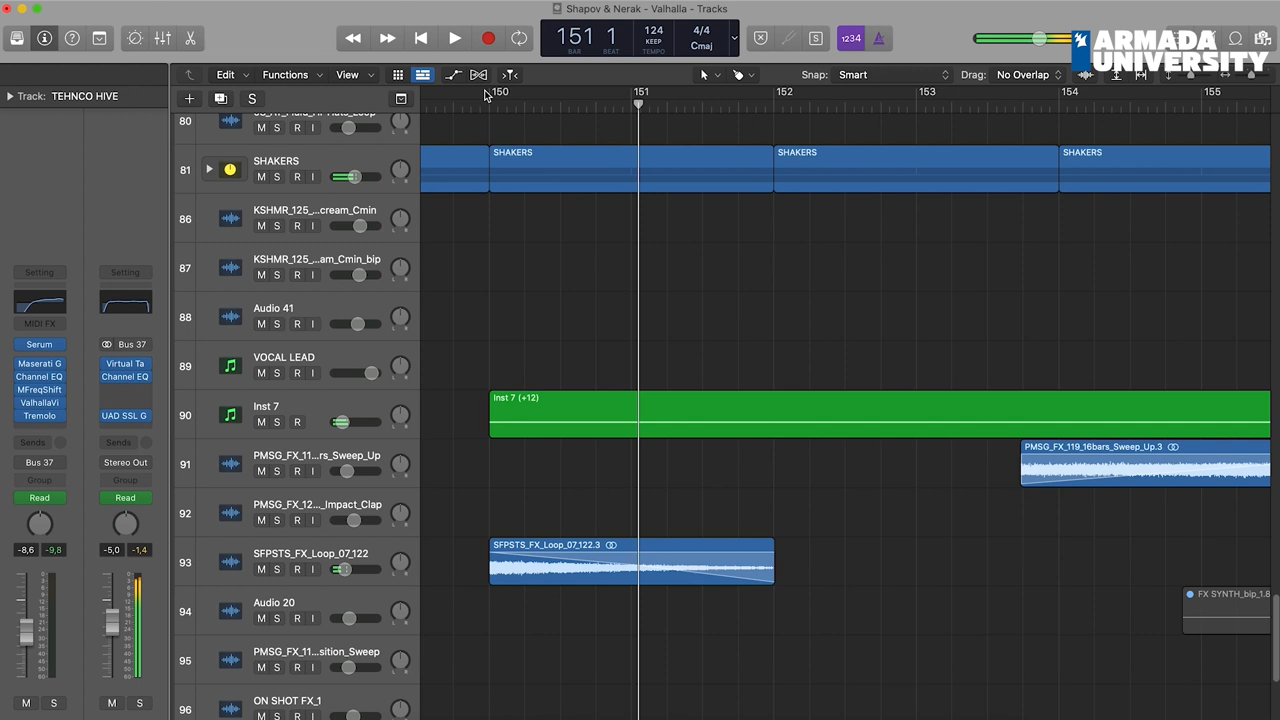 Shapov & Nerak - Valhalla - Tracks
151 1
BAR BEAT
124
KEEP
TEMPO
4/4
Cmaj
1234
ARMADA
UNIVERSITY
Track: TEHNCO HIVE
Edit Functions View
Snap: Smart
Drag: No Overlap
S
150 151 152 153 154 155
80
M S R I
81 SHAKERS
M S R I
SHAKERS
SHAKERS
SHAKERS
86 KSHMR_125_...cream_Cmin
M S R I
87 KSHMR_125_...am_Cmin_bip
M S R I
88 Audio 41
M S R I
89 VOCAL LEAD
M S R I
90 Inst 7
M S R
Inst 7 (+12)
91 PMSG_FX_11...rs_Sweep_Up
M S R I
PMSG_FX_119_16bars_Sweep_Up.3
92 PMSG_FX_12..._Impact_Clap
M S R I
93 SFPSTS_FX_Loop_07_122
M S R I
SFPSTS_FX_Loop_07_122.3
94 Audio 20
M S R I
FX SYNTH_bip_1.8
95 PMSG_FX_11...sition_Sweep
M S R I
96 ON SHOT FX_1
M S R I
Setting Setting
MIDI FX
Serum Bus 37
Maserati G Virtual Ta
Channel EQ Channel EQ
MFreqShift
ValhallaVi
Tremolo UAD SSL G
Sends Sends
Bus 37 Stereo Out
Group Group
Read Read
-8,6 -9,8 -5,0 -1,4
M S M S